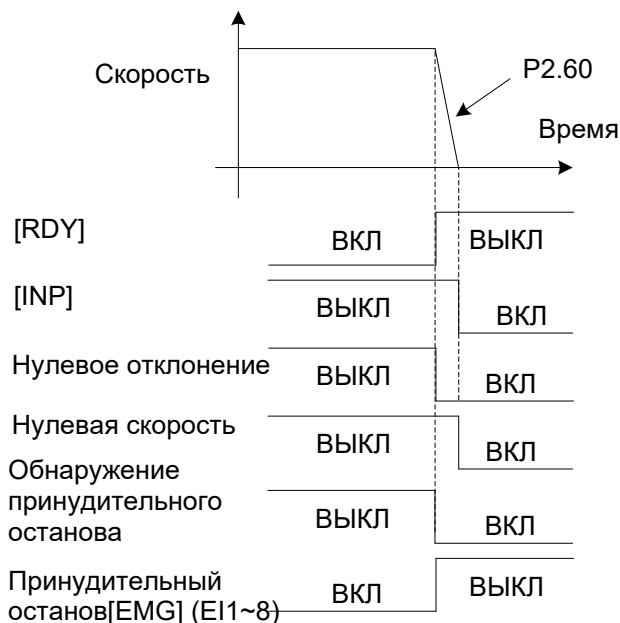 Скорость
P2.60
Время
[RDY]
ВКЛ
ВЫКЛ
[INP]
ВЫКЛ
ВКЛ
Нулевое отклонение
ВЫКЛ
ВКЛ
Нулевая скорость
ВЫКЛ
ВКЛ
Обнаружение
принудительного
останова
ВЫКЛ
ВКЛ
Принудительный
останов[EMG] (EI1~8)
ВКЛ
ВЫКЛ